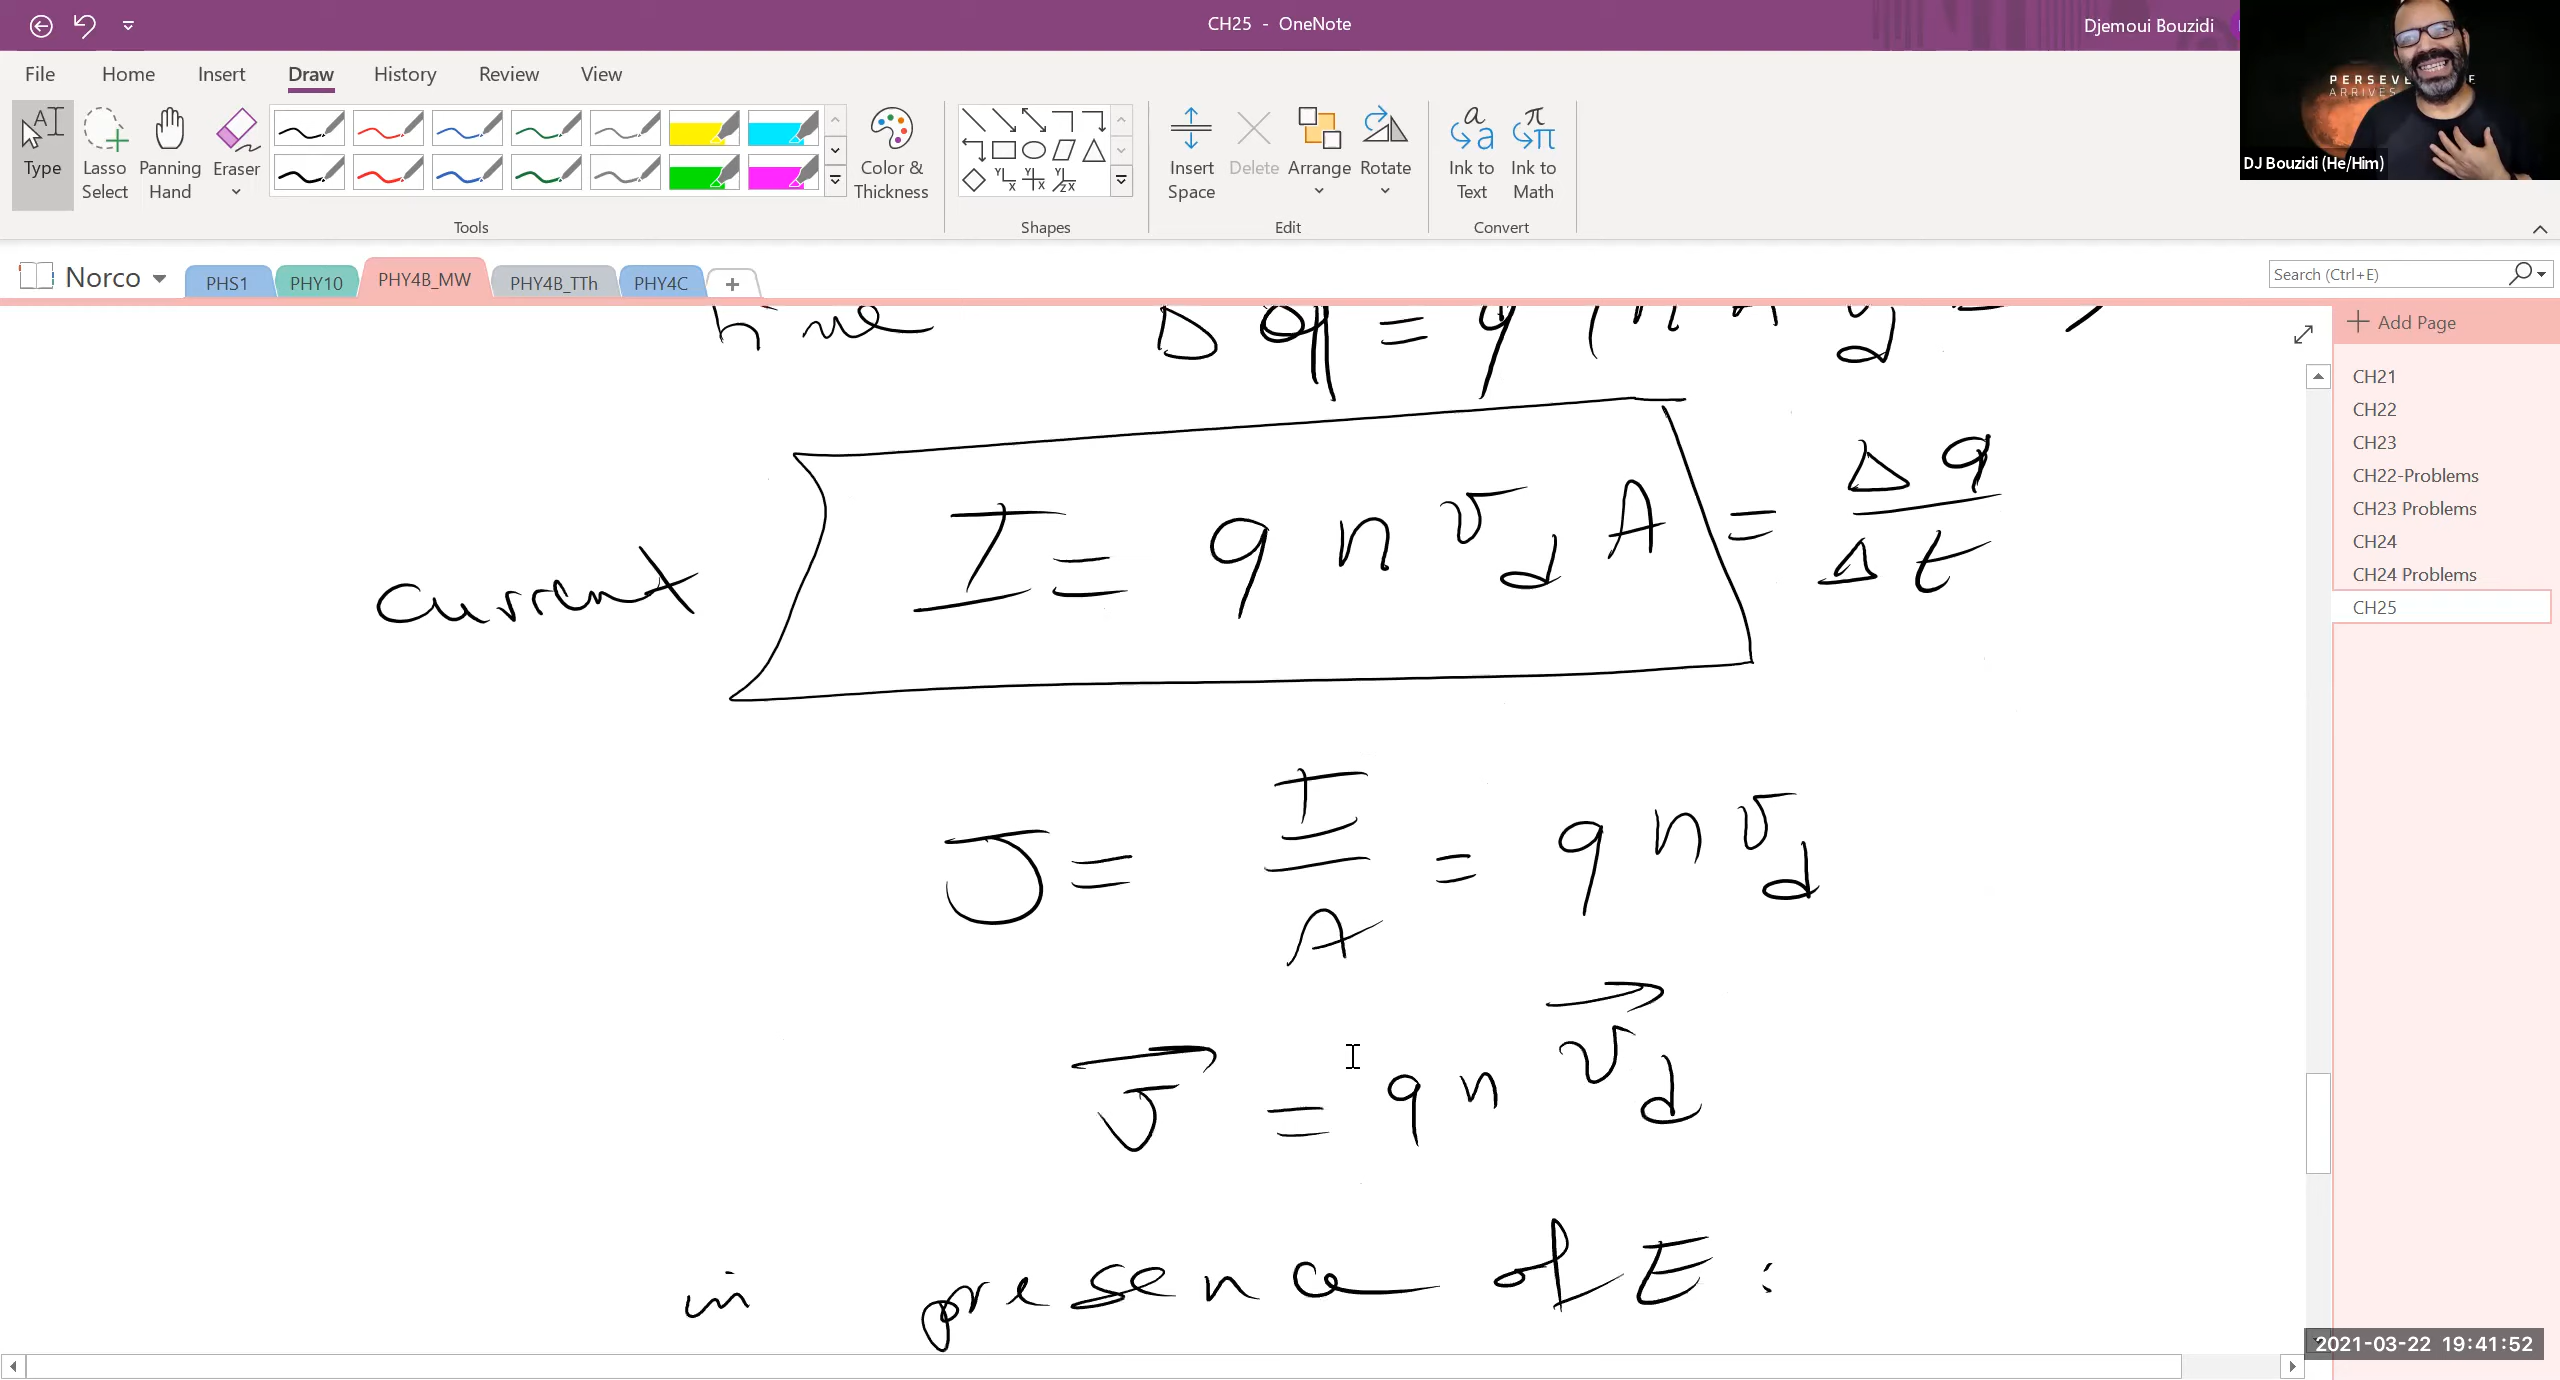 CH25 - OneNote
Djemoui Bouzidi
File Home Insert Draw History Review View
PERSEVE E
ARRIVES
DJ Bouzidi (He/Him)
Type
Lasso Select
Panning Hand
Eraser
Color & Thickness
Insert Space
Delete
Arrange
Rotate
Ink to Text
Ink to Math
Tools
Shapes
Edit
Convert
Norco
PHS1 PHY10 PHY4B_MW PHY4B_TTh PHY4C +
Search (Ctrl+E)
Add Page
CH21
CH22
CH23
CH22-Problems
CH23 Problems
CH24
CH24 Problems
CH25
Δq = q
current I = q n v_d A = Δq / Δt
J = I / A = q n v_d
J⃗ = q n v⃗_d
in presence of E :
2021-03-22 19:41:52